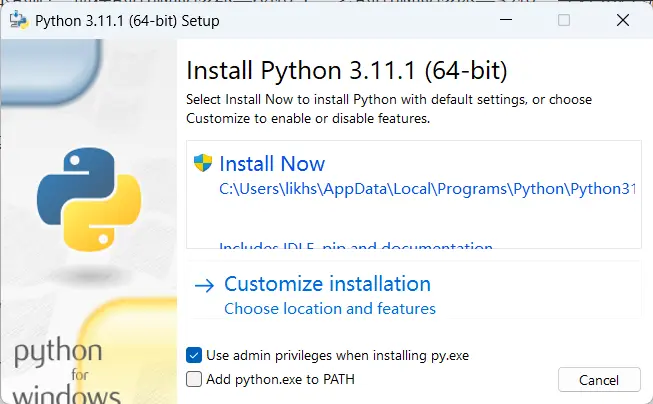 Python 3.11.1 (64-bit) Setup
Install Python 3.11.1 (64-bit)
Select Install Now to install Python with default settings, or choose
Customize to enable or disable features.
Install Now
C:\Users\likhs\AppData\Local\Programs\Python\Python31
Includes IDLE, pip and documentation
Customize installation
Choose location and features
Use admin privileges when installing py.exe
Add python.exe to PATH
Cancel
python
for
windows